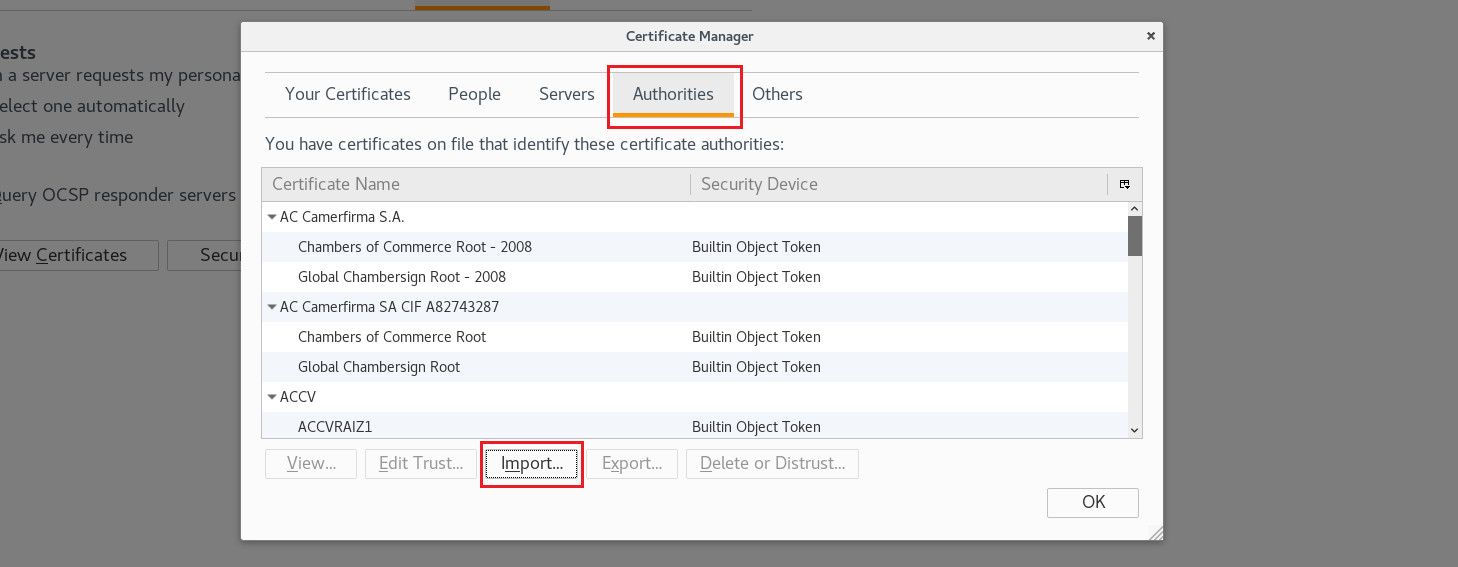 Certificate Manager
ests
n a server requests my persona
elect one automatically
sk me every time
uery OCSP responder servers
View Certificates
Secu
Your Certificates People Servers Authorities Others
You have certificates on file that identify these certificate authorities:
Certificate Name Security Device
AC Camerfirma S.A.
Chambers of Commerce Root - 2008 Builtin Object Token
Global Chambersign Root - 2008 Builtin Object Token
AC Camerfirma SA CIF A82743287
Chambers of Commerce Root Builtin Object Token
Global Chambersign Root Builtin Object Token
ACCV
ACCVRAIZ1 Builtin Object Token
View... Edit Trust... Import... Export... Delete or Distrust...
OK